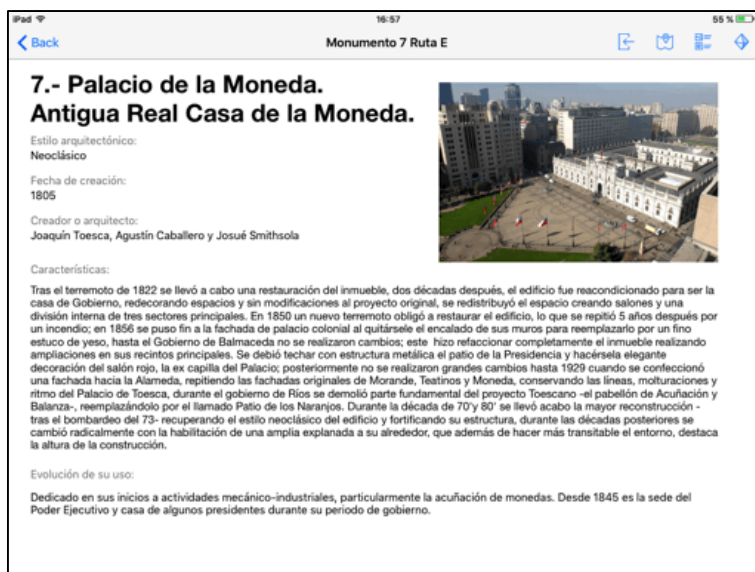 iPad 16:57 55 %
Back Monumento 7 Ruta E
7.- Palacio de la Moneda.
Antigua Real Casa de la Moneda.
Estilo arquitectónico:
Neoclásico
Fecha de creación:
1805
Creador o arquitecto:
Joaquín Toesca, Agustín Caballero y Josué Smithsola
Características:
Tras el terremoto de 1822 se llevó a cabo una restauración del inmueble, dos décadas después, el edificio fue reacondicionado para ser la
casa de Gobierno, redecorando espacios y sin modificaciones al proyecto original, se redistribuyó el espacio creando salones y una
división interna de tres sectores principales. En 1850 un nuevo terremoto obligó a restaurar el edificio, lo que se repitió 5 años después por
un incendio; en 1856 se puso fin a la fachada de palacio colonial al quitársele el encalado de sus muros para reemplazarlo por un fino
estuco de yeso, hasta el Gobierno de Balmaceda no se realizaron cambios; este hizo refaccionar completamente el inmueble realizando
ampliaciones en sus recintos principales. Se debió techar con estructura metálica el patio de la Presidencia y hacérsela elegante
decoración del salón rojo, la ex capilla del Palacio; posteriormente no se realizaron grandes cambios hasta 1929 cuando se confeccionó
una fachada hacia la Alameda, repitiendo las fachadas originales de Morande, Teatinos y Moneda, conservando las líneas, molturaciones y
ritmo del Palacio de Toesca, durante el gobierno de Ríos se demolió parte fundamental del proyecto Toescano -el pabellón de Acuñación y
Balanza-, reemplazándolo por el llamado Patio de los Naranjos. Durante la década de 70'y 80' se llevó acabo la mayor reconstrucción -
tras el bombardeo del 73- recuperando el estilo neoclásico del edificio y fortificando su estructura, durante las décadas posteriores se
cambió radicalmente con la habilitación de una amplia explanada a su alrededor, que además de hacer más transitable el entorno, destaca
la altura de la construcción.
Evolución de su uso:
Dedicado en sus inicios a actividades mecánico-industriales, particularmente la acuñación de monedas. Desde 1845 es la sede del
Poder Ejecutivo y casa de algunos presidentes durante su periodo de gobierno.